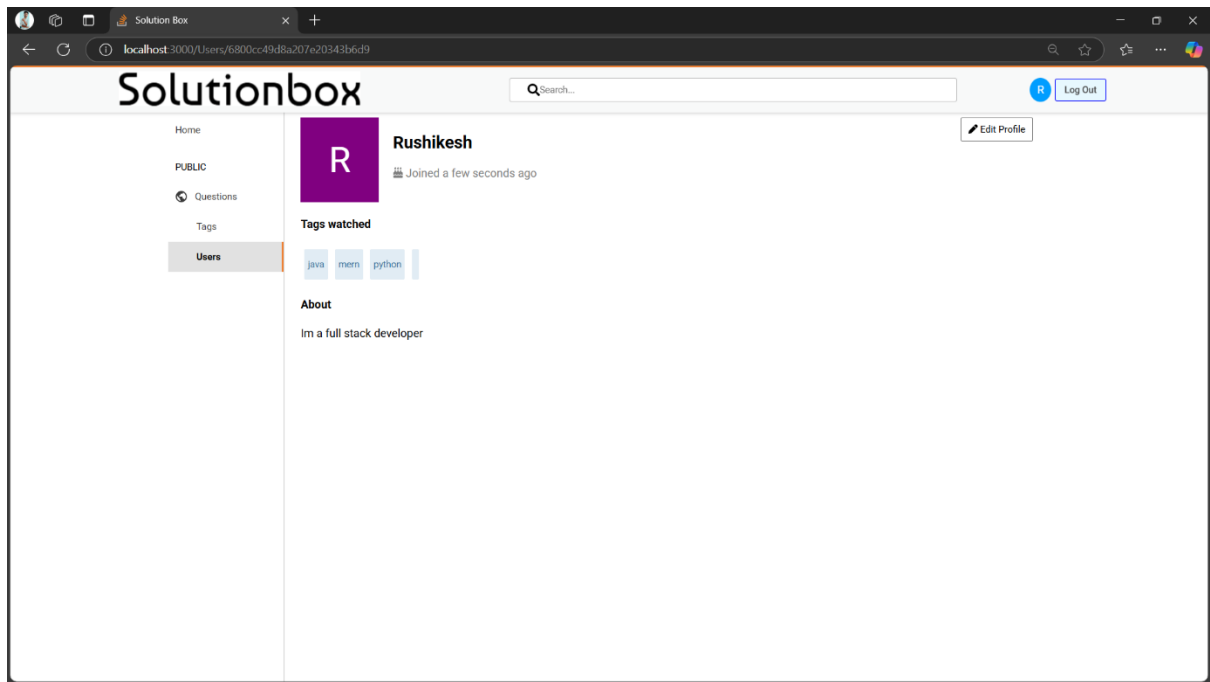 Solution Box
localhost:3000/Users/6800cc49d8a207e20343b6d9
Solutionbox
Search...
R
Log Out
Home
PUBLIC
Questions
Tags
Users
R
Rushikesh
Joined a few seconds ago
Edit Profile
Tags watched
java mern python
About
Im a full stack developer